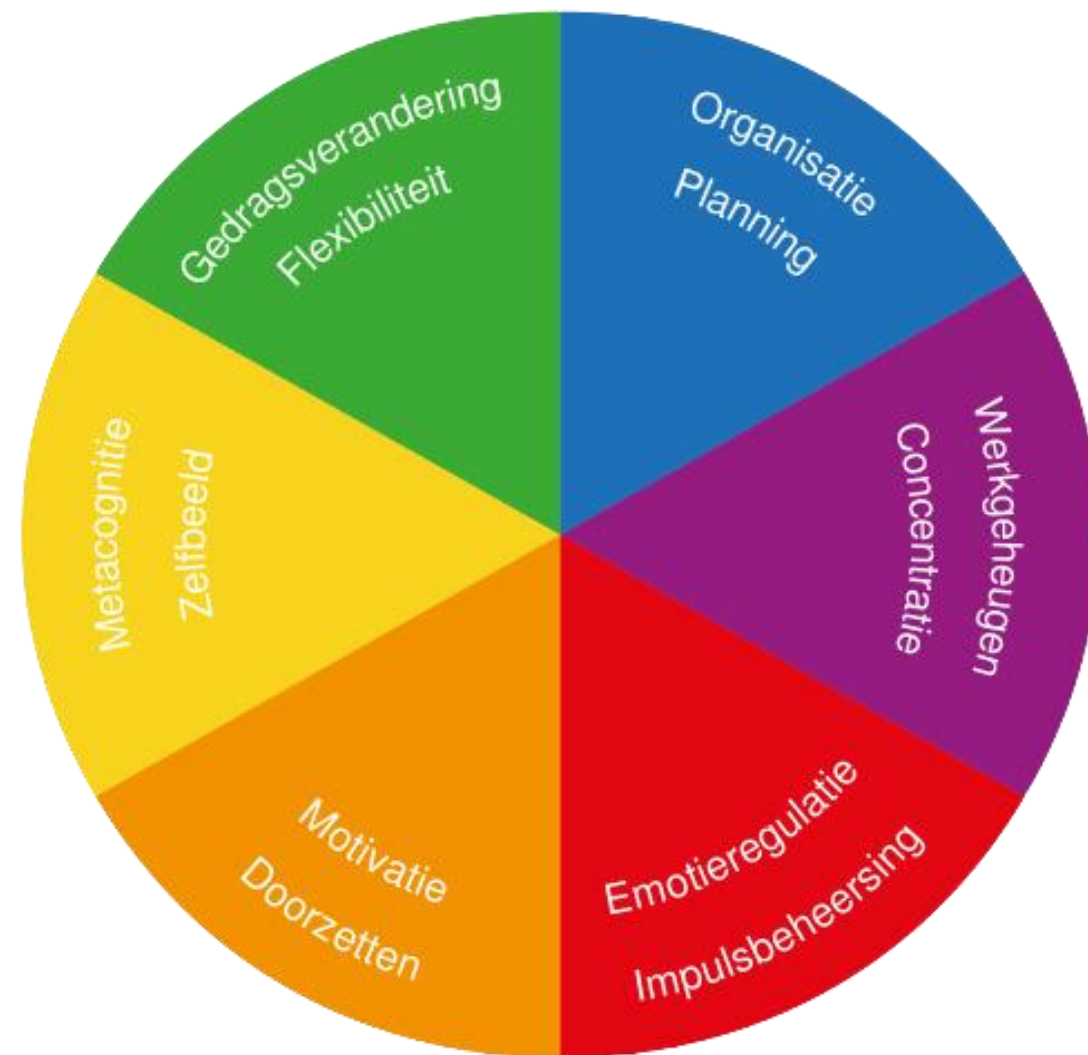 Organisatie
Planning
Werkgeheugen
Concentratie
Emotieregulatie
Impulsbeheersing
Motivatie
Doorzetten
Metacognitie
Zelfbeeld
Gedragsverandering
Flexibiliteit